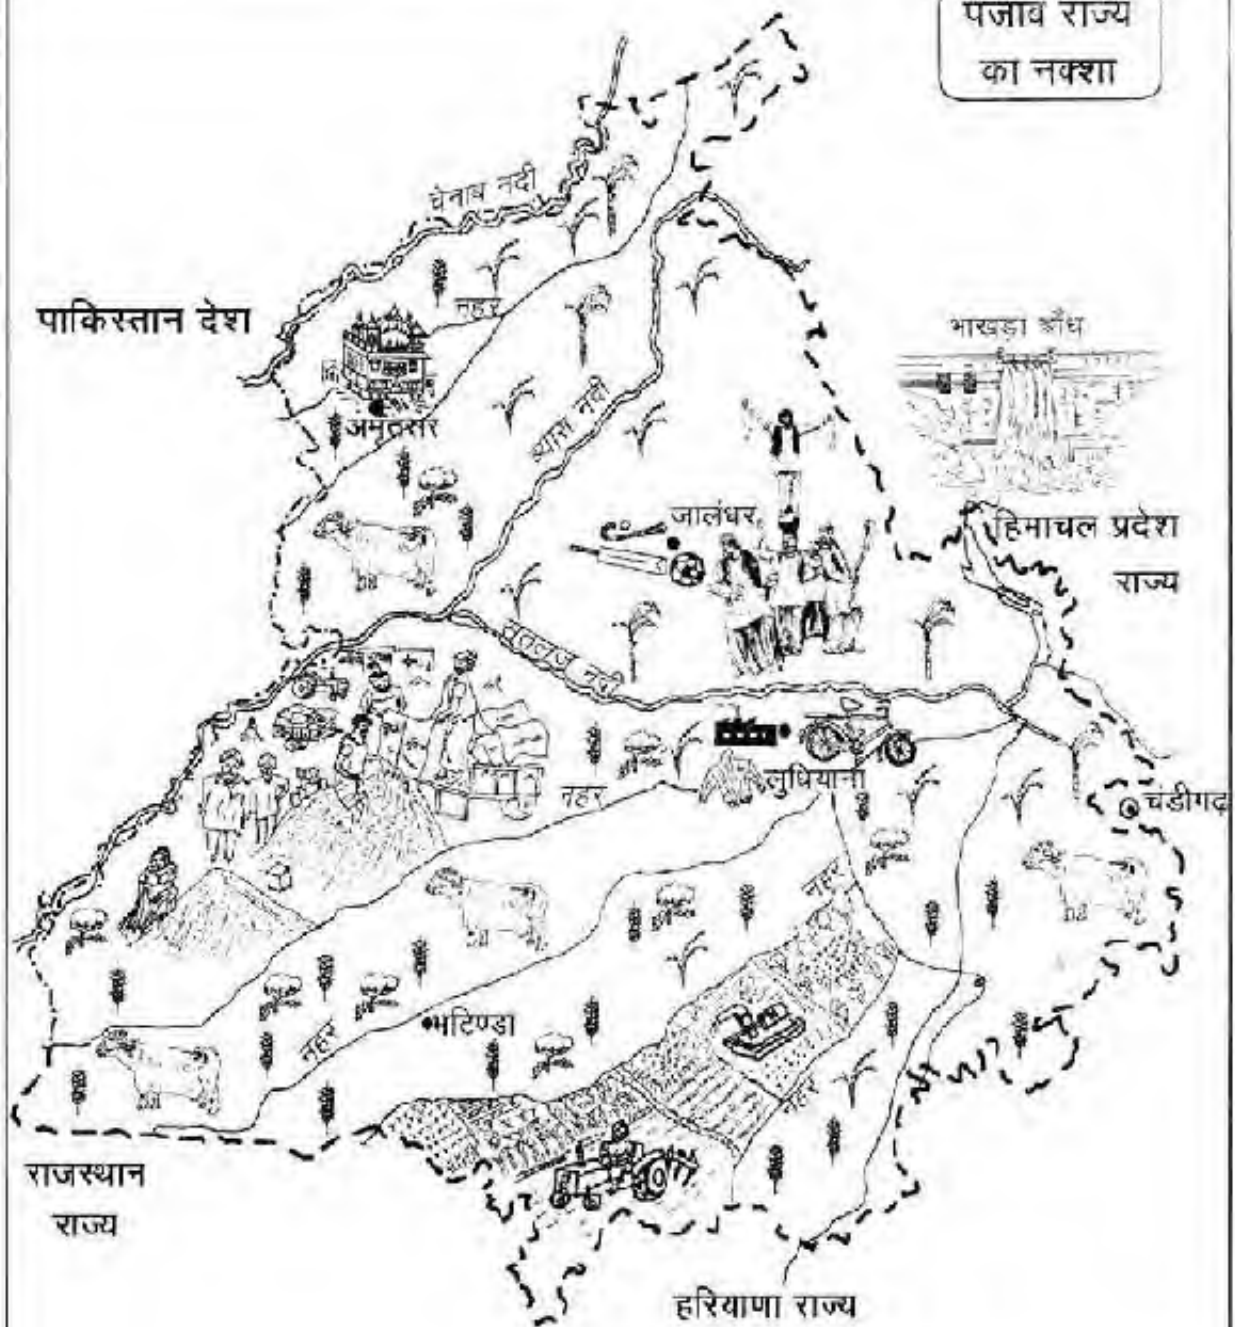 पंजाब राज्य
का नक्शा
चेनाब नदी
पाकिस्तान देश
नहर
भाखड़ा बाँध
अमृतसर
ब्यास नदी
जालंधर
हिमाचल प्रदेश
राज्य
सतलज नदी
लुधियाना
नहर
चंडीगढ़
नहर
भटिण्डा
नहर
नहर
राजस्थान
राज्य
हरियाणा राज्य